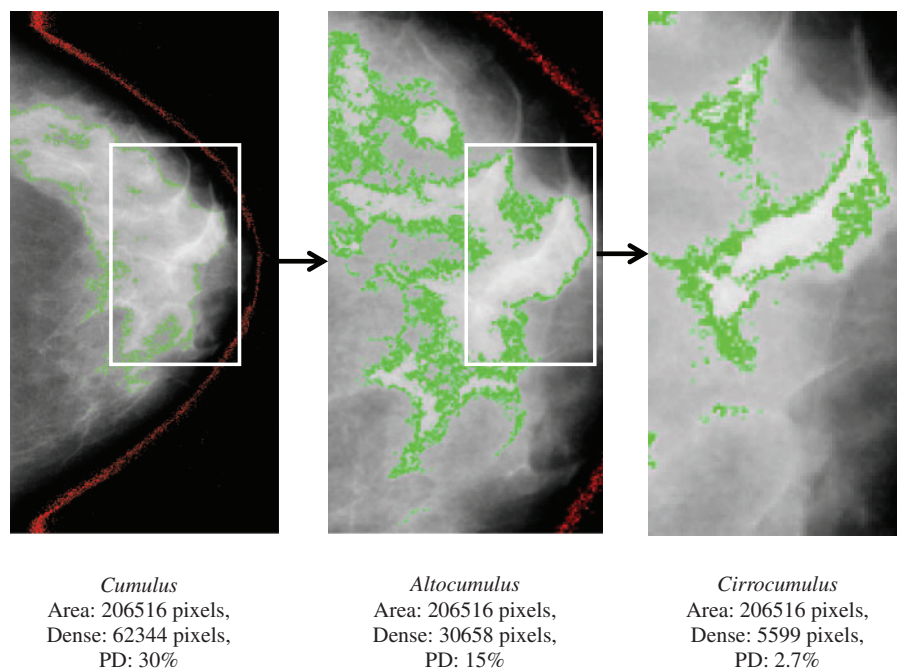 Cumulus
Area: 206516 pixels,
Dense: 62344 pixels,
PD: 30%
Altocumulus
Area: 206516 pixels,
Dense: 30658 pixels,
PD: 15%
Cirrocumulus
Area: 206516 pixels,
Dense: 5599 pixels,
PD: 2.7%